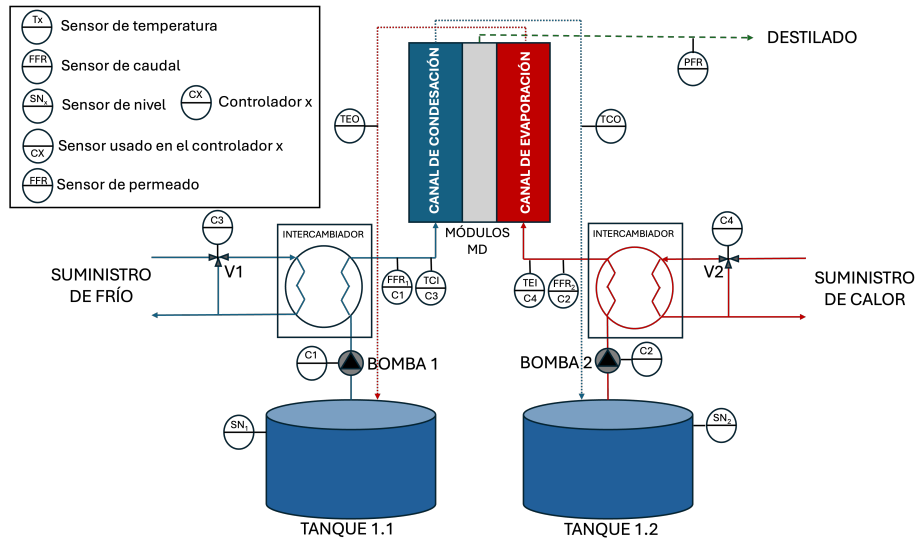 Tx
Sensor de temperatura
FFR
Sensor de caudal
SNx
Sensor de nivel
CX
Controlador x
CX
Sensor usado en el controlador x
FFR
Sensor de permeado
DESTILADO
PFR
TEO
TCO
CANAL DE CONDESACIÓN
CANAL DE EVAPORACIÓN
MÓDULOS
MD
C3
V1
INTERCAMBIADOR
SUMINISTRO
DE FRÍO
FFR1
C1
TCI
C3
TEI
C4
FFR2
C2
INTERCAMBIADOR
C4
V2
SUMINISTRO
DE CALOR
C1
BOMBA 1
BOMBA 2
C2
SN1
SN2
TANQUE 1.1
TANQUE 1.2